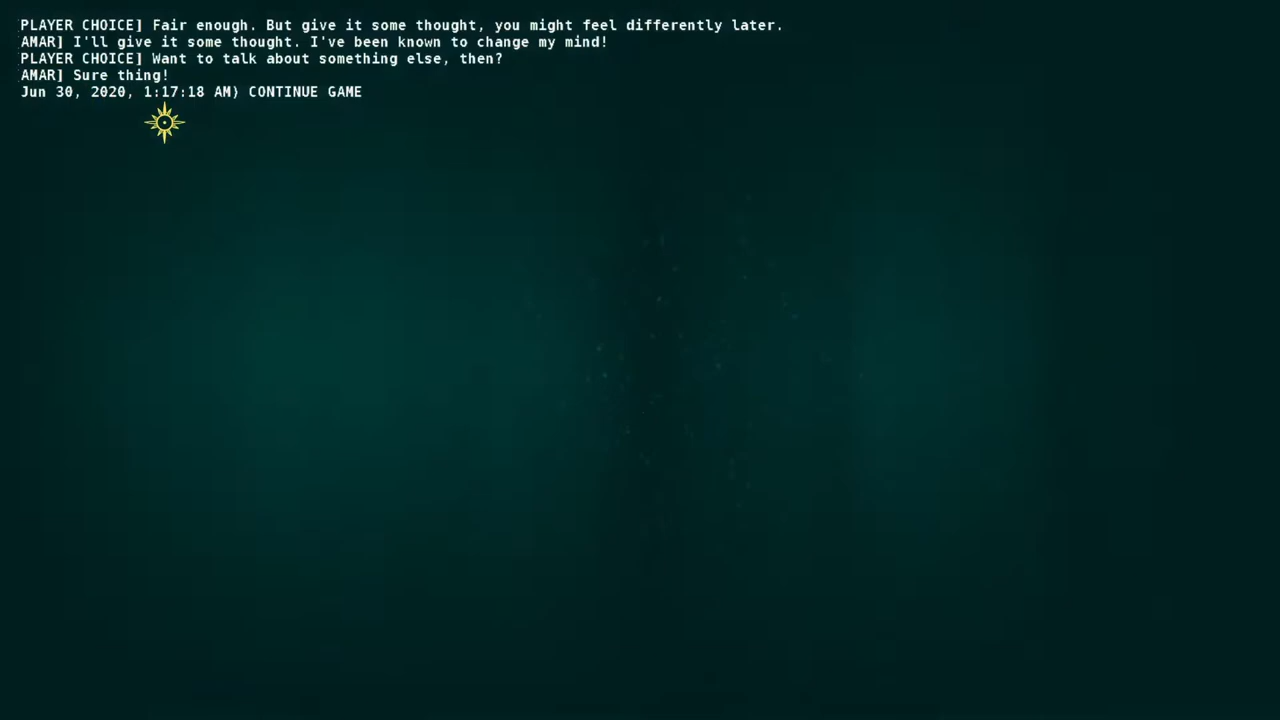 PLAYER CHOICE] Fair enough. But give it some thought, you might feel differently later.
AMAR] I'll give it some thought. I've been known to change my mind!
PLAYER CHOICE] Want to talk about something else, then?
AMAR] Sure thing!
Jun 30, 2020, 1:17:18 AM) CONTINUE GAME